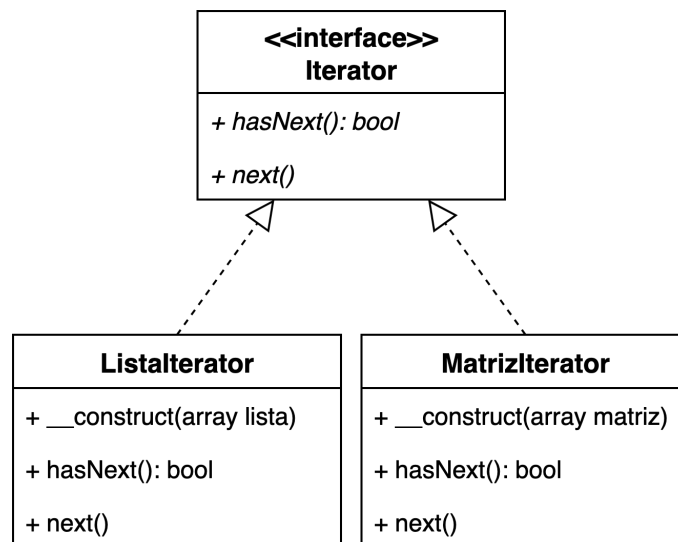 <<interface>>
Iterator
+ hasNext(): bool
+ next()
ListaIterator
+ __construct(array lista)
+ hasNext(): bool
+ next()
MatrizIterator
+ __construct(array matriz)
+ hasNext(): bool
+ next()